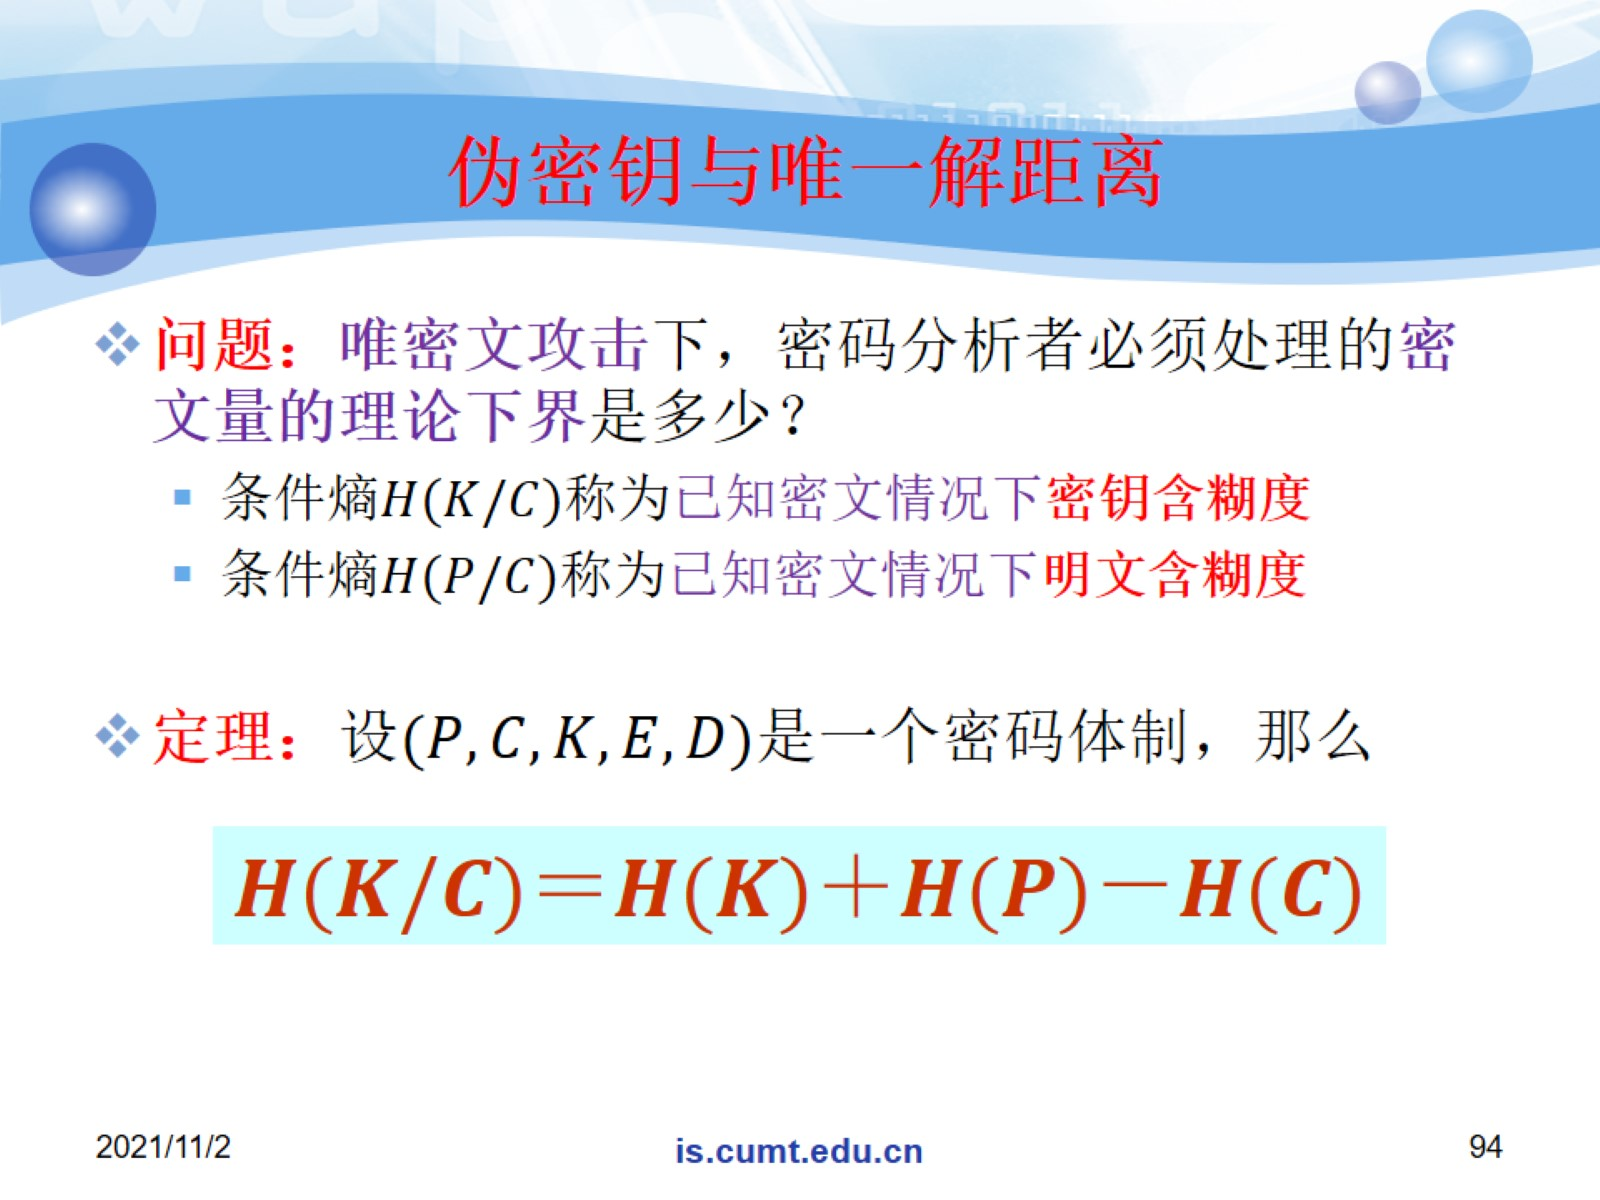 伪密钥与唯一解距离
问题：唯密文攻击下，密码分析者必须处理的密
文量的理论下界是多少？
条件熵H(K/C)称为已知密文情况下密钥含糊度
条件熵H(P/C)称为已知密文情况下明文含糊度
定理：设(P,C,K,E,D)是一个密码体制，那么
H(K/C)＝H(K)＋H(P)－H(C)
2021/11/2
is.cumt.edu.cn
94